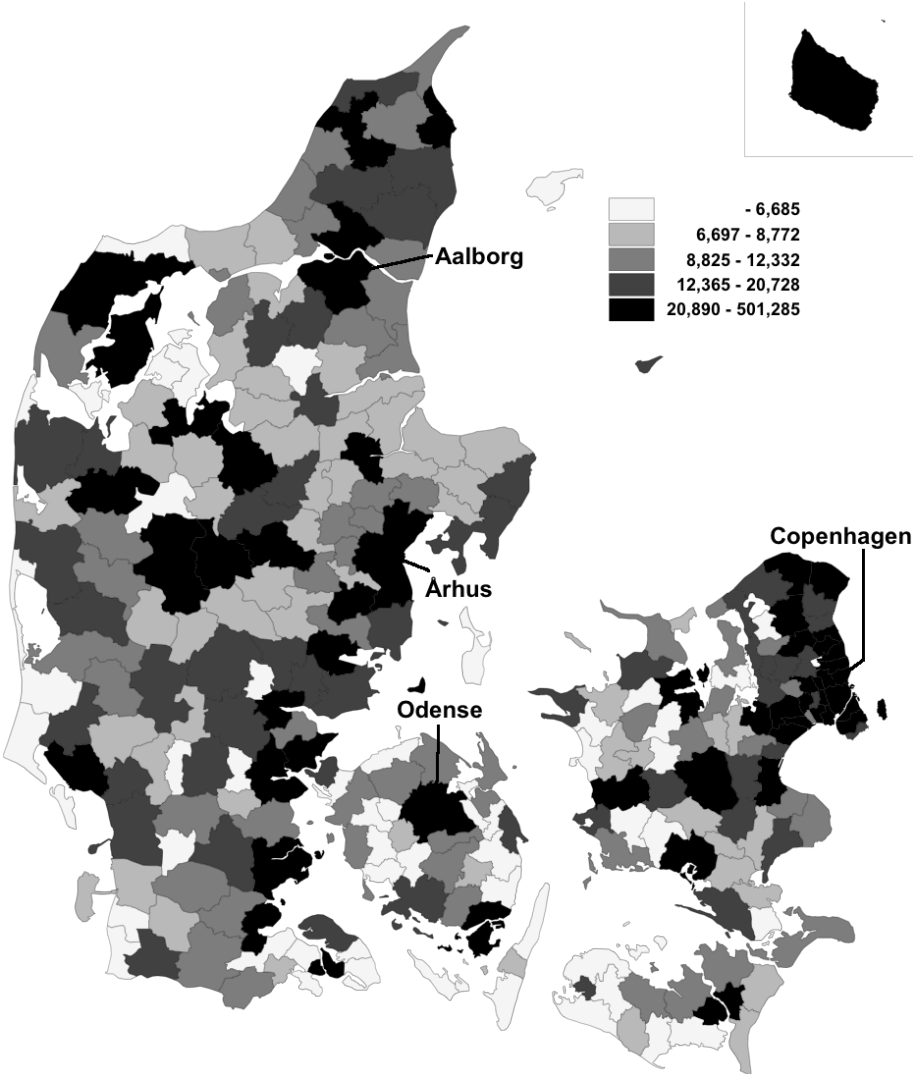 - 6,685
6,697 - 8,772
8,825 - 12,332
12,365 - 20,728
20,890 - 501,285
Aalborg
Copenhagen
Århus
Odense